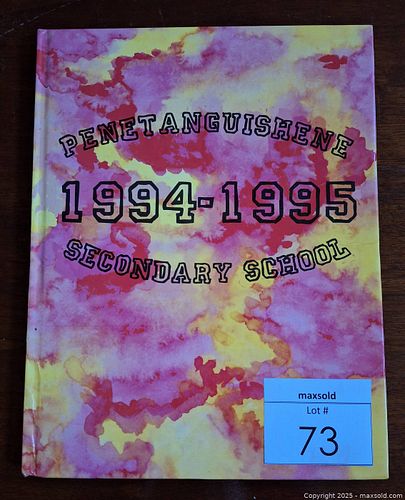 PENETANGUISHENE
1994-1995
SECONDARY SCHOOL
maxsold
Lot #
73
Copyright 2025 - maxsold.com